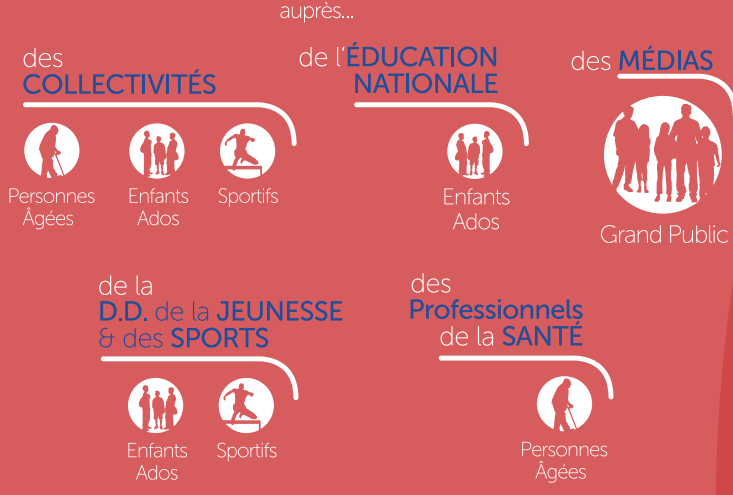 auprès...
des
COLLECTIVITÉS
Personnes
Âgées
Enfants
Ados
Sportifs
de l'ÉDUCATION
NATIONALE
Enfants
Ados
des MÉDIAS
Grand Public
de la
D.D. de la JEUNESSE
& des SPORTS
Enfants
Ados
Sportifs
des
Professionnels
de la SANTÉ
Personnes
Âgées